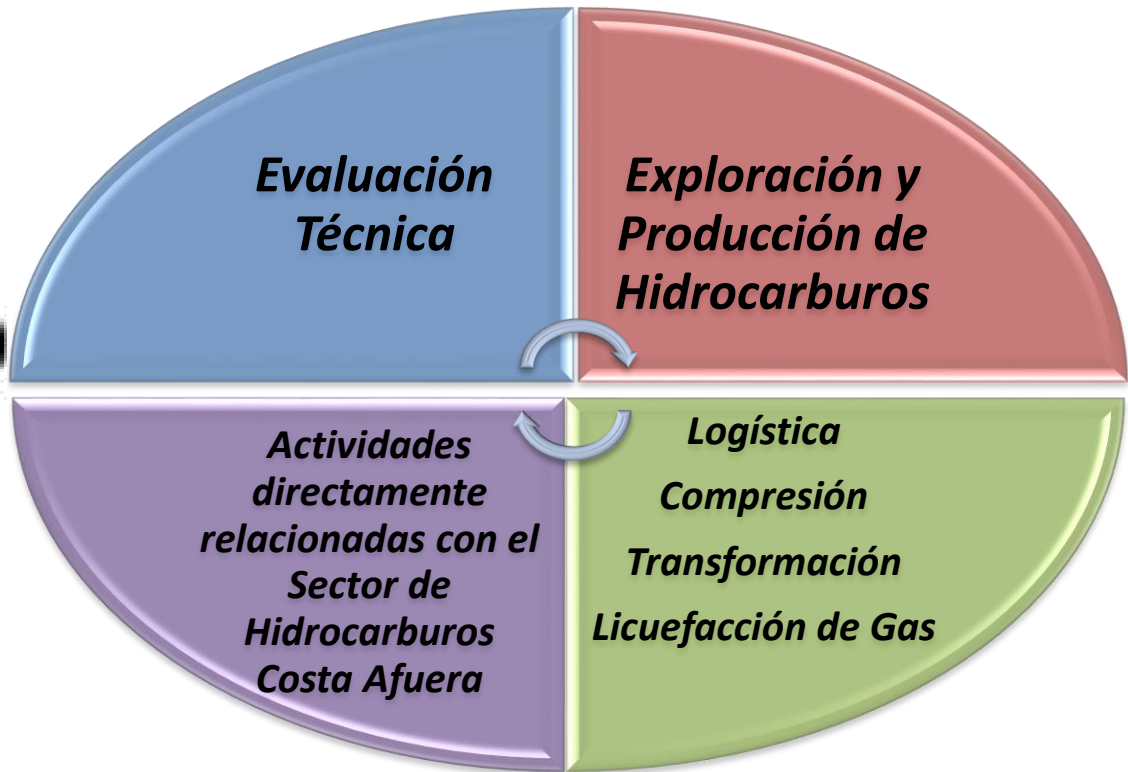 Evaluación
Técnica
Exploración y
Producción de
Hidrocarburos
Actividades
directamente
relacionadas con el
Sector de
Hidrocarburos
Costa Afuera
Logística
Compresión
Transformación
Licuefacción de Gas